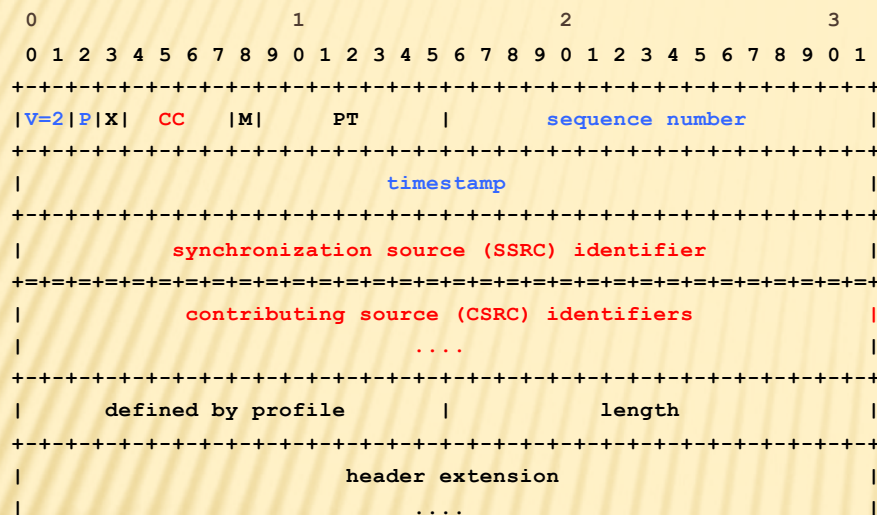 0                   1                   2                   3
0 1 2 3 4 5 6 7 8 9 0 1 2 3 4 5 6 7 8 9 0 1 2 3 4 5 6 7 8 9 0 1
+-+-+-+-+-+-+-+-+-+-+-+-+-+-+-+-+-+-+-+-+-+-+-+-+-+-+-+-+-+-+-+-+
|V=2|P|X|  CC   |M|     PT      |       sequence number         |
+-+-+-+-+-+-+-+-+-+-+-+-+-+-+-+-+-+-+-+-+-+-+-+-+-+-+-+-+-+-+-+-+
|                           timestamp                           |
+-+-+-+-+-+-+-+-+-+-+-+-+-+-+-+-+-+-+-+-+-+-+-+-+-+-+-+-+-+-+-+-+
|           synchronization source (SSRC) identifier            |
+=+=+=+=+=+=+=+=+=+=+=+=+=+=+=+=+=+=+=+=+=+=+=+=+=+=+=+=+=+=+=+=+
|            contributing source (CSRC) identifiers             |
|                             ....                              |
+-+-+-+-+-+-+-+-+-+-+-+-+-+-+-+-+-+-+-+-+-+-+-+-+-+-+-+-+-+-+-+-+
|      defined by profile       |           length              |
+-+-+-+-+-+-+-+-+-+-+-+-+-+-+-+-+-+-+-+-+-+-+-+-+-+-+-+-+-+-+-+-+
|                        header extension                       |
|                             ....                              |